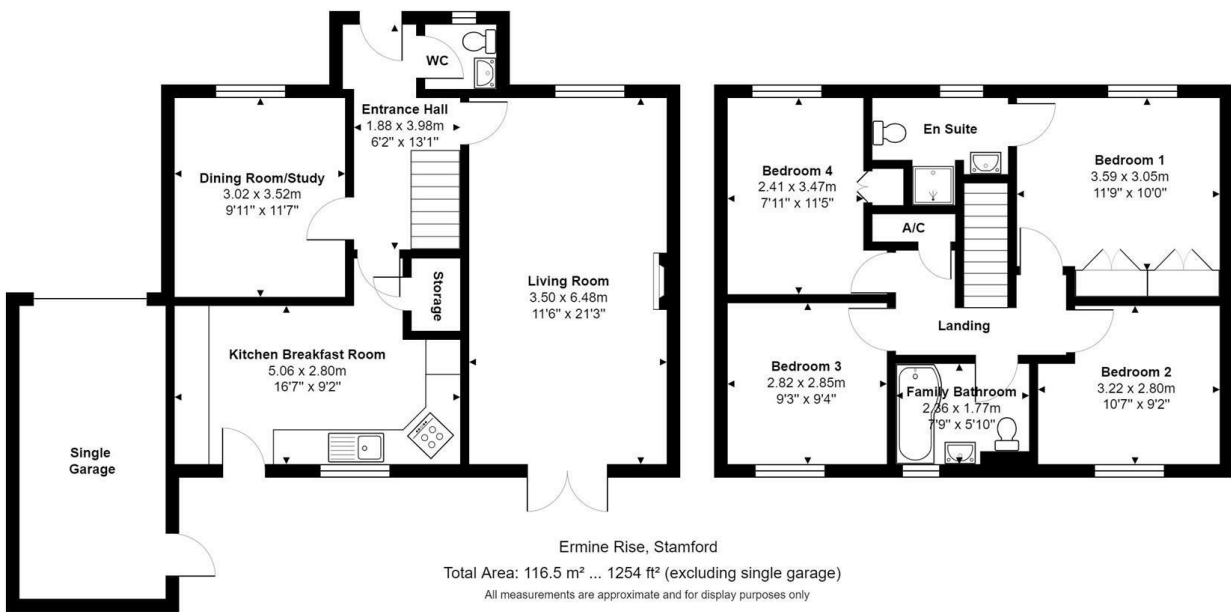 WC
Entrance Hall
1.88 x 3.98m
6'2" x 13'1"
Dining Room/Study
3.02 x 3.52m
9'11" x 11'7"
Living Room
3.50 x 6.48m
11'6" x 21'3"
Storage
Kitchen Breakfast Room
5.06 x 2.80m
16'7" x 9'2"
Single
Garage
En Suite
Bedroom 4
2.41 x 3.47m
7'11" x 11'5"
Bedroom 1
3.59 x 3.05m
11'9" x 10'0"
A/C
Landing
Bedroom 3
2.82 x 2.85m
9'3" x 9'4"
Family Bathroom
2.36 x 1.77m
7'9" x 5'10"
Bedroom 2
3.22 x 2.80m
10'7" x 9'2"
Ermine Rise, Stamford
Total Area: 116.5 m² ... 1254 ft² (excluding single garage)
All measurements are approximate and for display purposes only